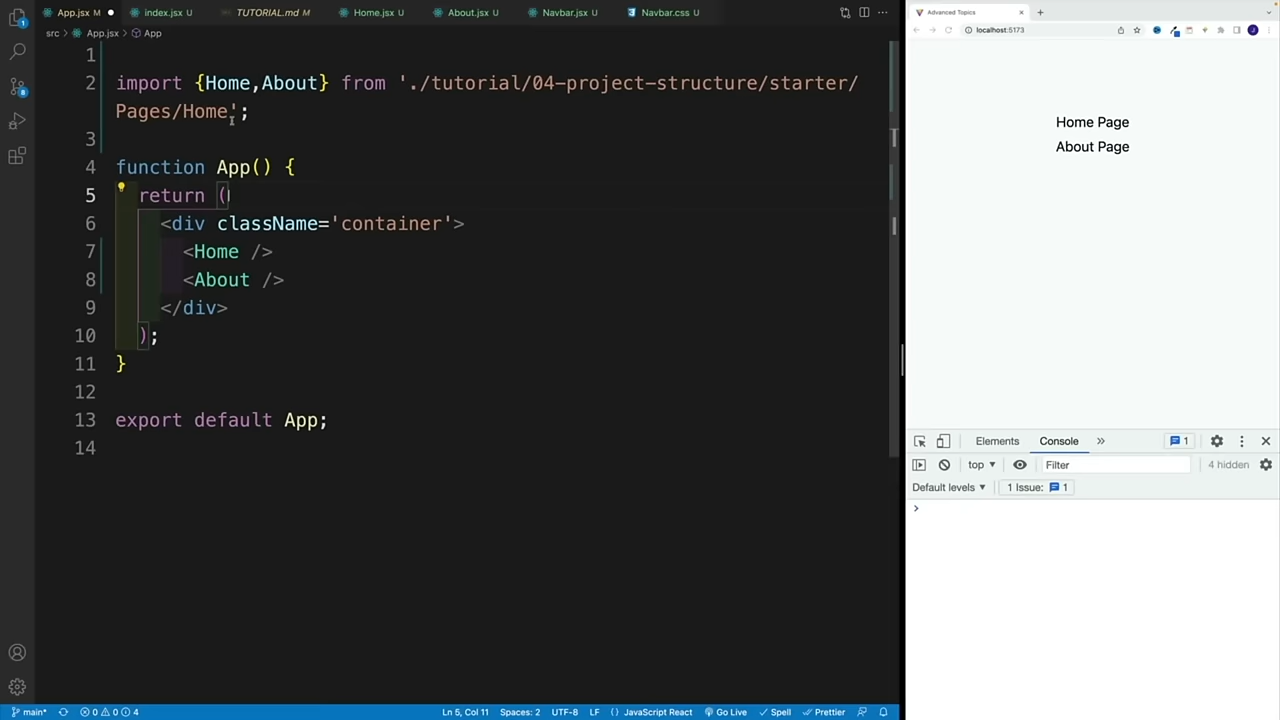 App.jsx M
index.jsx U
TUTORIAL.md M
Home.jsx U
About.jsx U
Navbar.jsx U
Navbar.css U
src > App.jsx > App
1
2 import {Home,About} from './tutorial/04-project-structure/starter/
Pages/Home';
3
4 function App() {
5 return (
6 <div className='container'>
7 <Home />
8 <About />
9 </div>
10 );
11 }
12
13 export default App;
14
main* 0 0 4 Ln 5, Col 11 Spaces: 2 UTF-8 LF {} JavaScript React Go Live Spell Prettier
Advanced Topics
localhost:5173
Home Page
About Page
Elements Console » 1
top Filter 4 hidden
Default levels 1 Issue: 1
>